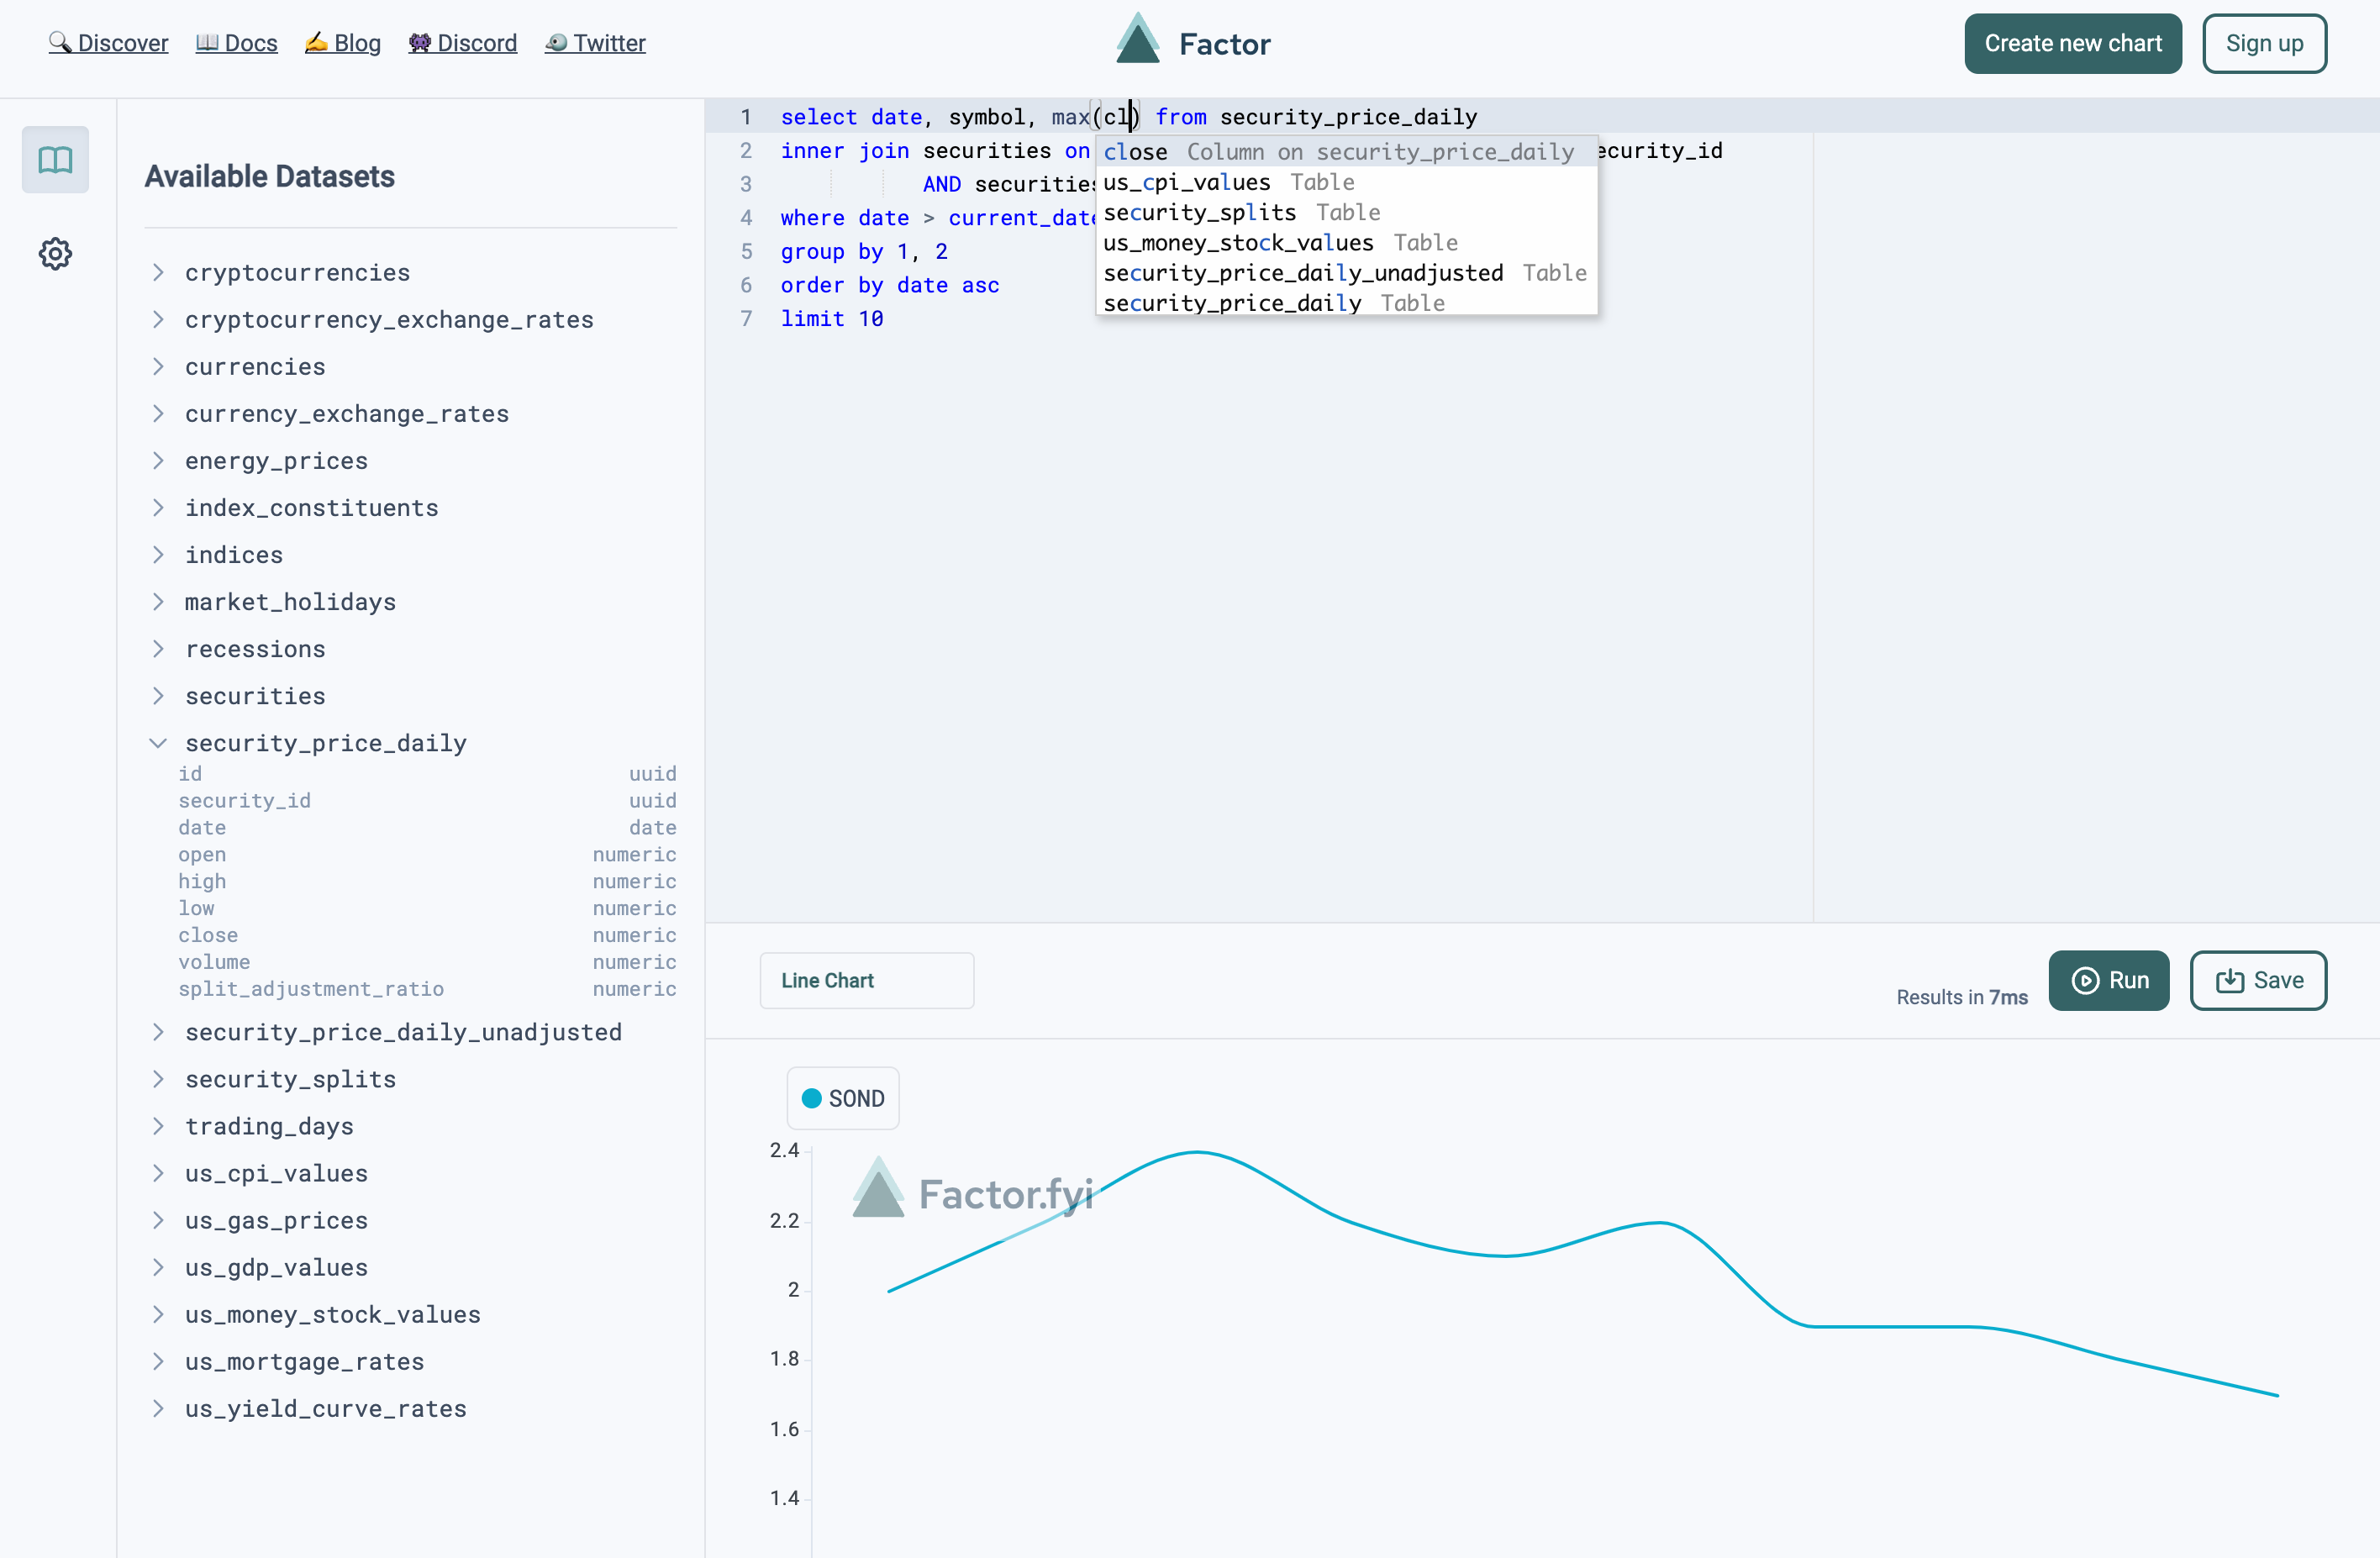 🔍 Discover 📖 Docs ✍️ Blog 👾 Discord 🐦 Twitter
Factor
Create new chart
Sign up
Available Datasets
cryptocurrencies
cryptocurrency_exchange_rates
currencies
currency_exchange_rates
energy_prices
index_constituents
indices
market_holidays
recessions
securities
security_price_daily
id uuid
security_id uuid
date date
open numeric
high numeric
low numeric
close numeric
volume numeric
split_adjustment_ratio numeric
security_price_daily_unadjusted
security_splits
trading_days
us_cpi_values
us_gas_prices
us_gdp_values
us_money_stock_values
us_mortgage_rates
us_yield_curve_rates
1 select date, symbol, max(cl) from security_price_daily
2 inner join securities on ecurity_id
3 AND securities
4 where date > current_date
5 group by 1, 2
6 order by date asc
7 limit 10
close Column on security_price_daily
us_cpi_values Table
security_splits Table
us_money_stock_values Table
security_price_daily_unadjusted Table
security_price_daily Table
Line Chart
Results in 7ms
Run
Save
SOND
Factor.fyi
2.4
2.2
2
1.8
1.6
1.4